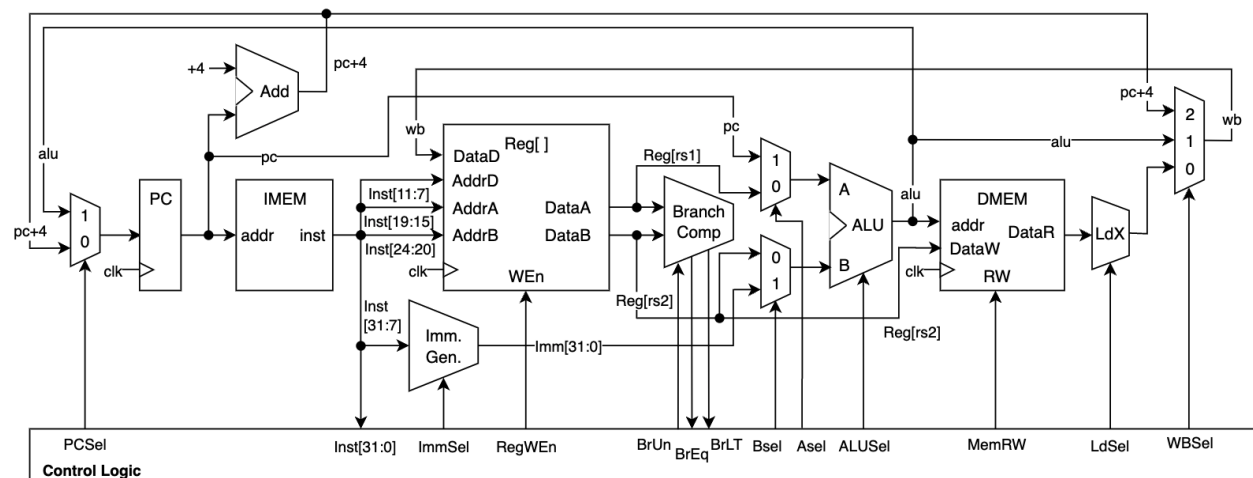 +4
Add
pc+4
pc+4
wb
alu
pc
pc
wb
alu
Reg[ ]
DataD
AddrD
AddrA
AddrB
DataA
DataB
clk
WEn
Inst[11:7]
Inst[19:15]
Inst[24:20]
Reg[rs1]
Reg[rs2]
1
0
pc+4
clk
PC
IMEM
addr
inst
Branch
Comp
1
0
0
1
A
ALU
B
alu
alu
DMEM
addr
DataW
DataR
clk
RW
LdX
2
1
0
Reg[rs2]
Inst
[31:7]
Imm.
Gen.
Imm[31:0]
PCSel
Inst[31:0]
ImmSel
RegWEn
BrUn
BrEq
BrLT
Bsel
Asel
ALUSel
MemRW
LdSel
WBSel
Control Logic